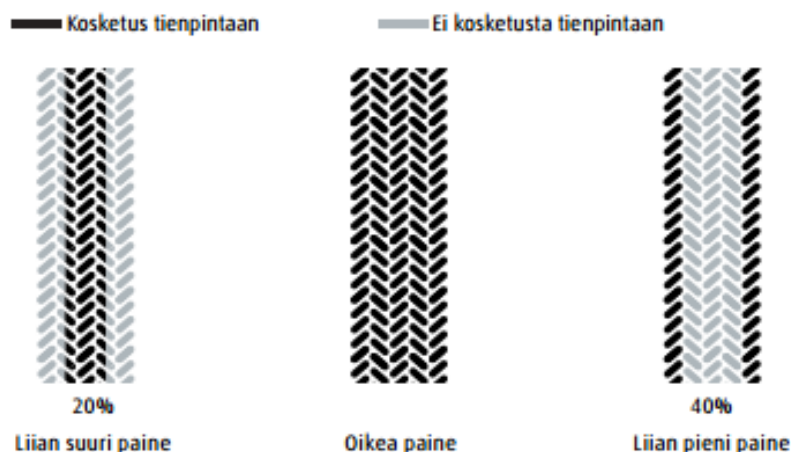 Kosketus tienpintaan
Ei kosketusta tienpintaan
20%
40%
Liian suuri paine
Oikea paine
Liian pieni paine